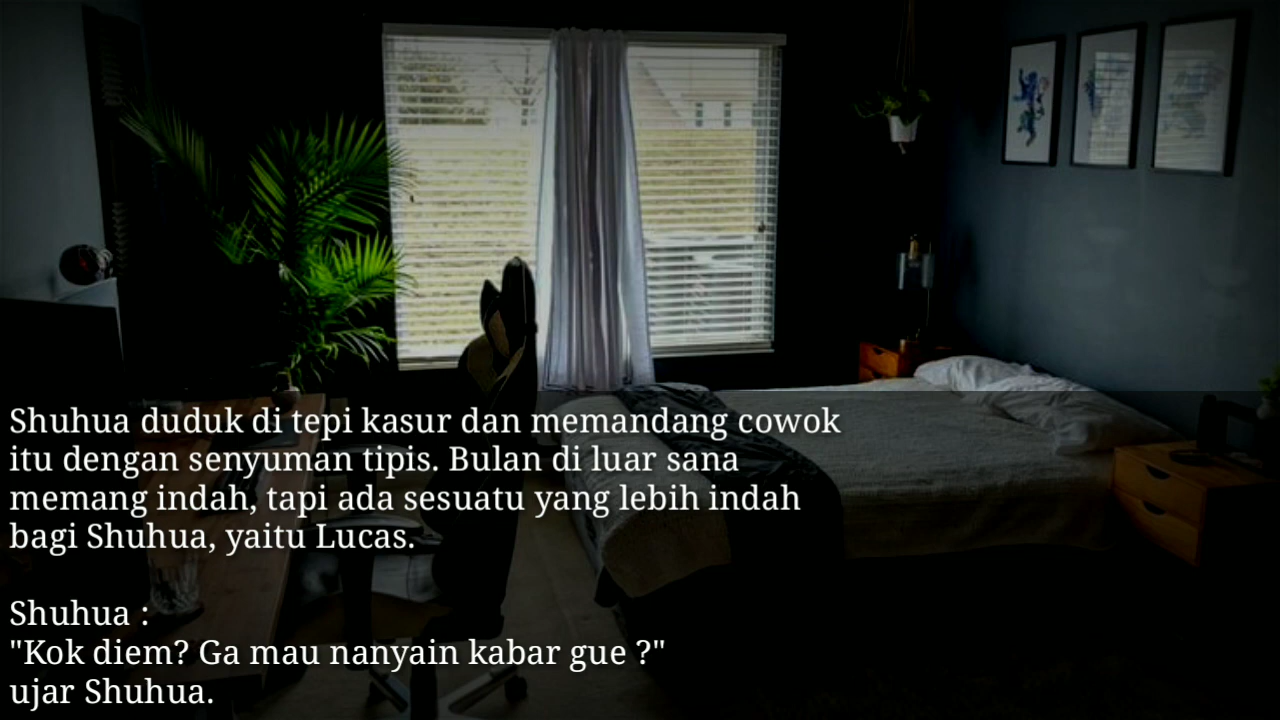 Shuhua duduk di tepi kasur dan memandang cowok
itu dengan senyuman tipis. Bulan di luar sana
memang indah, tapi ada sesuatu yang lebih indah
bagi Shuhua, yaitu Lucas.
Shuhua :
"Kok diem? Ga mau nanyain kabar gue ?"
ujar Shuhua.